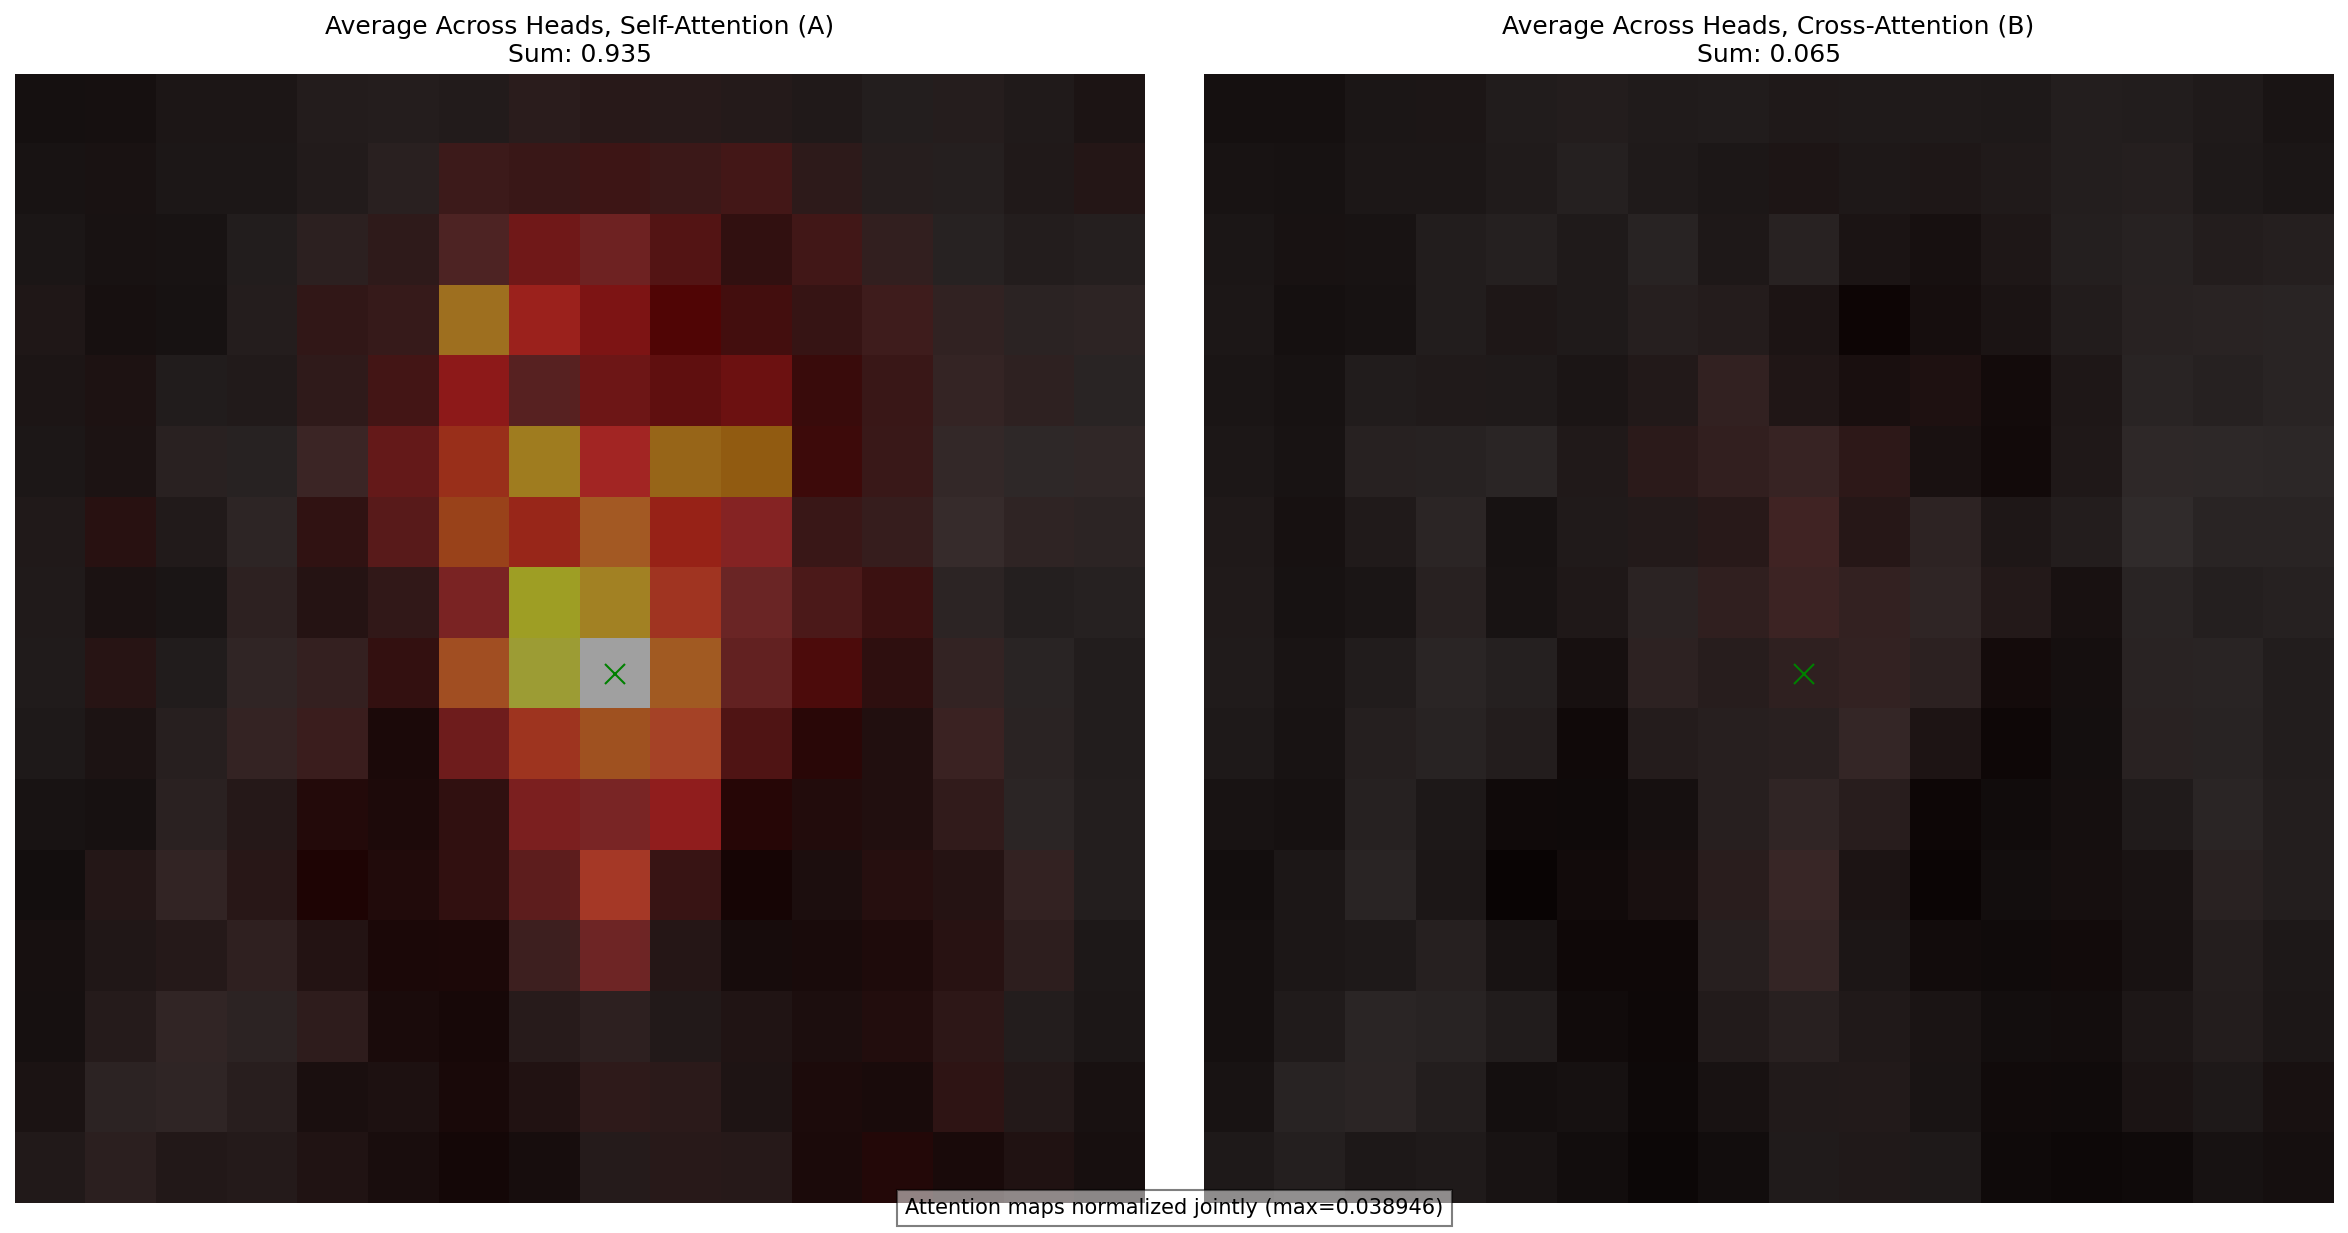 Average Across Heads, Self-Attention (A)
Sum: 0.935
Average Across Heads, Cross-Attention (B)
Sum: 0.065
Attention maps normalized jointly (max=0.038946)